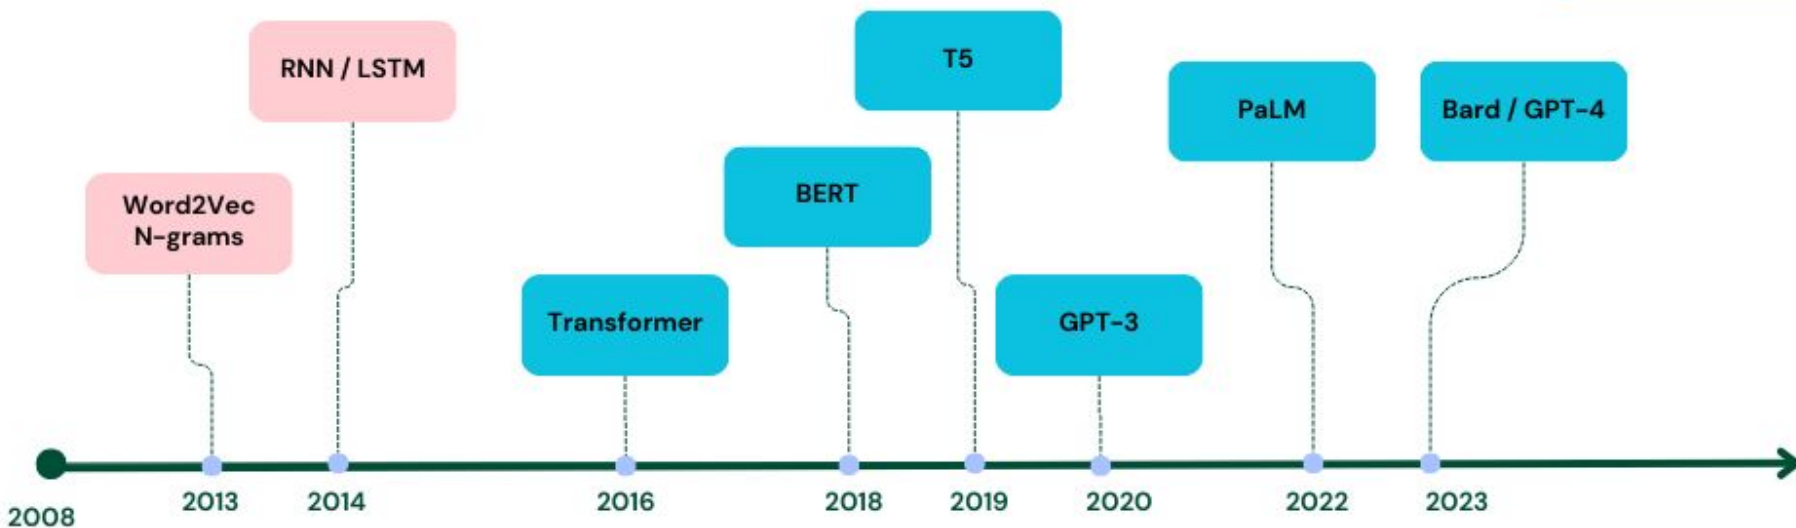 RNN / LSTM
T5
PaLM
Bard / GPT-4
BERT
Word2Vec
N-grams
Transformer
GPT-3
2008
2013
2014
2016
2018
2019
2020
2022
2023